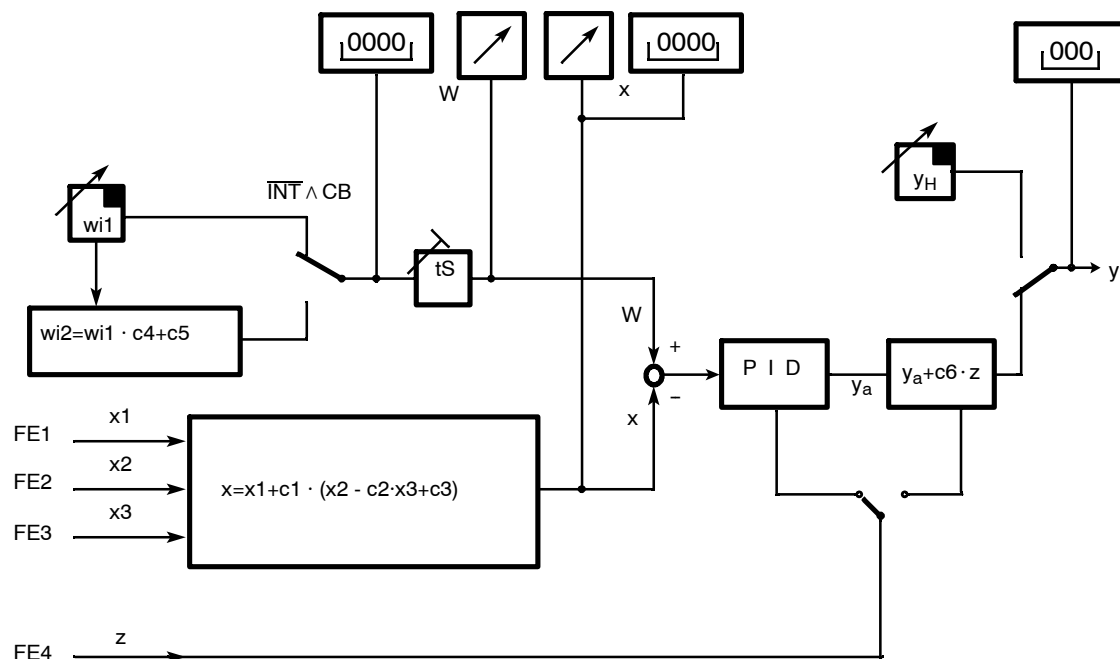 0000
0000
000
W
x
INT ∧ CB
wi1
yH
tS
y
wi2=wi1 · c4+c5
W
+
P I D
ya
ya+c6 · z
−
x
FE1
x1
FE2
x2
x=x1+c1 · (x2 - c2·x3+c3)
FE3
x3
FE4
z